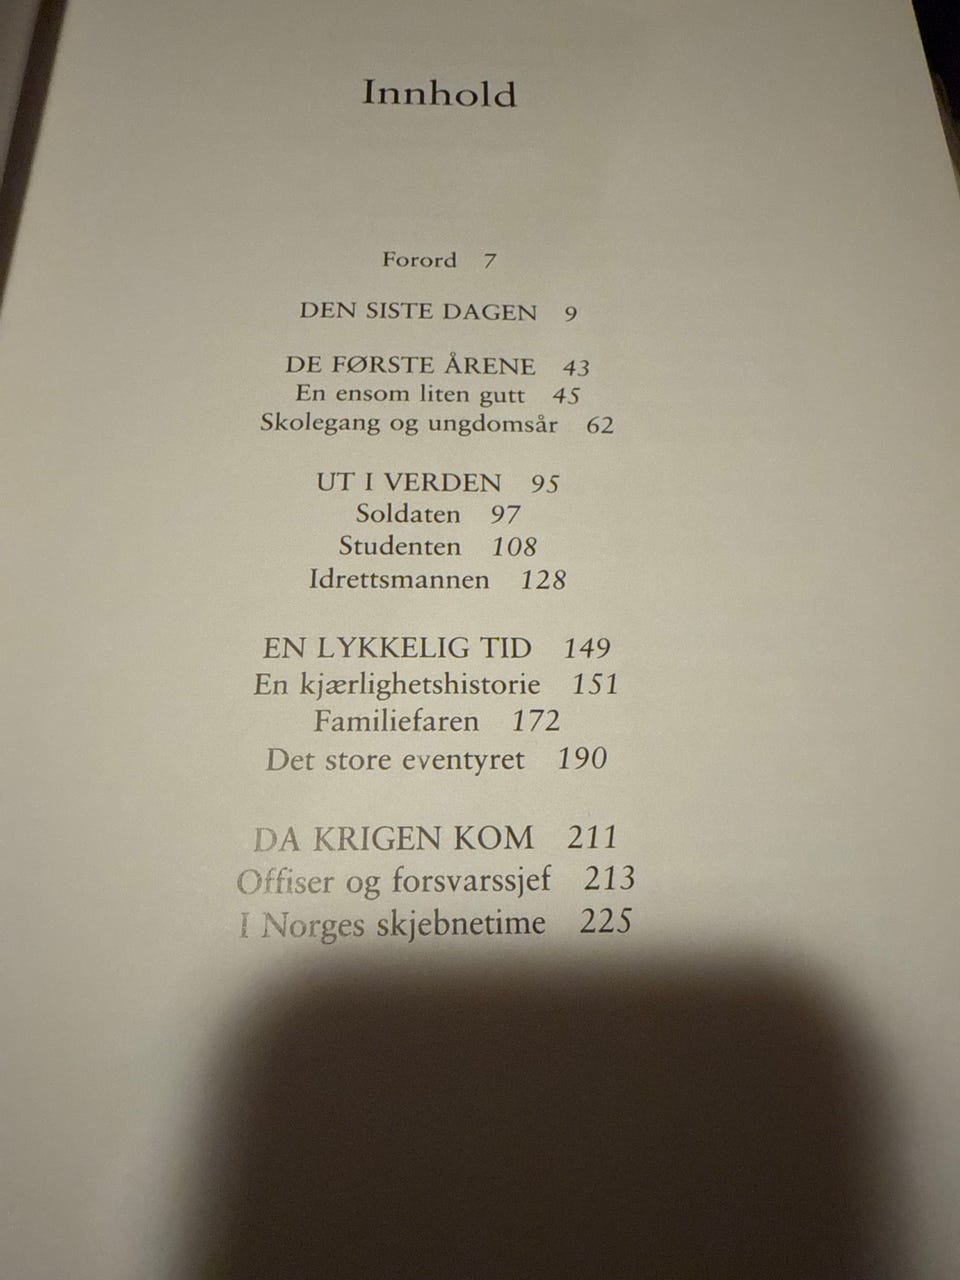 Innhold
Forord 7
DEN SISTE DAGEN 9
DE FØRSTE ÅRENE 43
En ensom liten gutt 45
Skolegang og ungdomsår 62
UT I VERDEN 95
Soldaten 97
Studenten 108
Idrettsmannen 128
EN LYKKELIG TID 149
En kjærlighetshistorie 151
Familiefaren 172
Det store eventyret 190
DA KRIGEN KOM 211
Offiser og forsvarssjef 213
I Norges skjebnetime 225